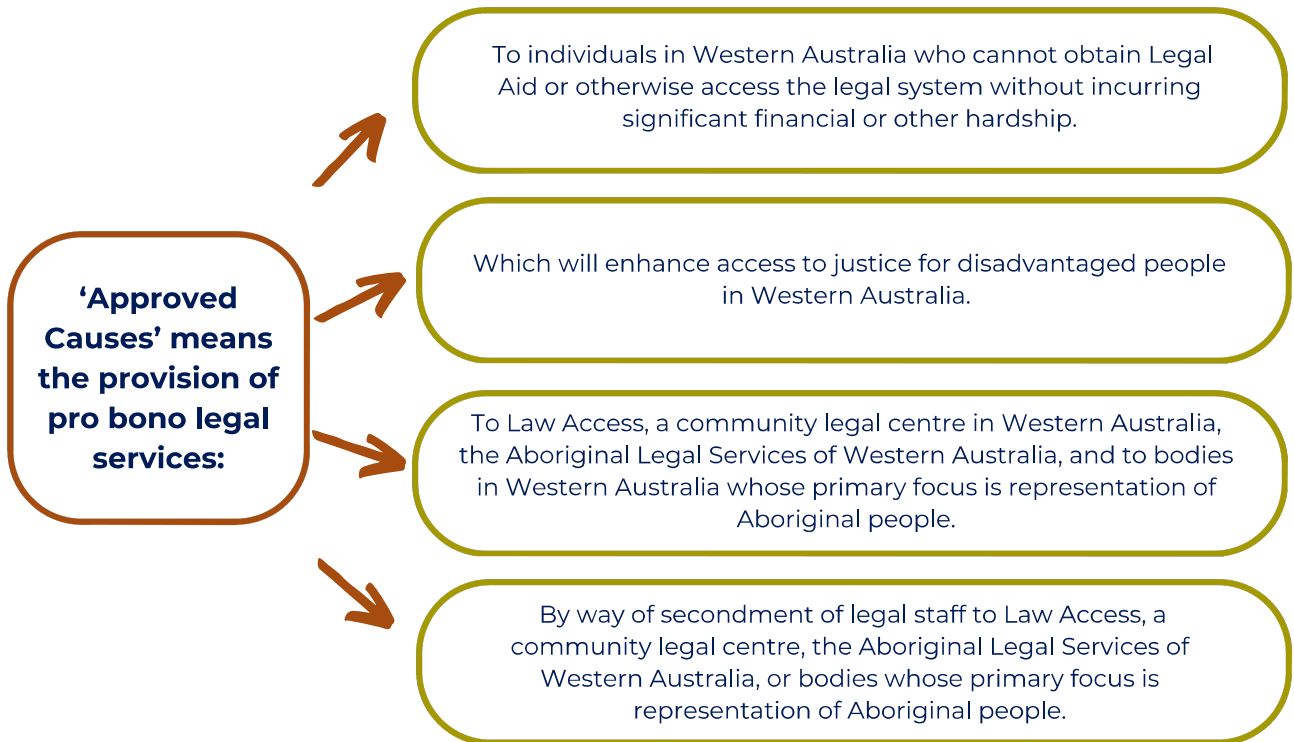 ‘Approved
Causes’ means
the provision of
pro bono legal
services:
To individuals in Western Australia who cannot obtain Legal
Aid or otherwise access the legal system without incurring
significant financial or other hardship.
Which will enhance access to justice for disadvantaged people
in Western Australia.
To Law Access, a community legal centre in Western Australia,
the Aboriginal Legal Services of Western Australia, and to bodies
in Western Australia whose primary focus is representation of
Aboriginal people.
By way of secondment of legal staff to Law Access, a
community legal centre, the Aboriginal Legal Services of
Western Australia, or bodies whose primary focus is
representation of Aboriginal people.